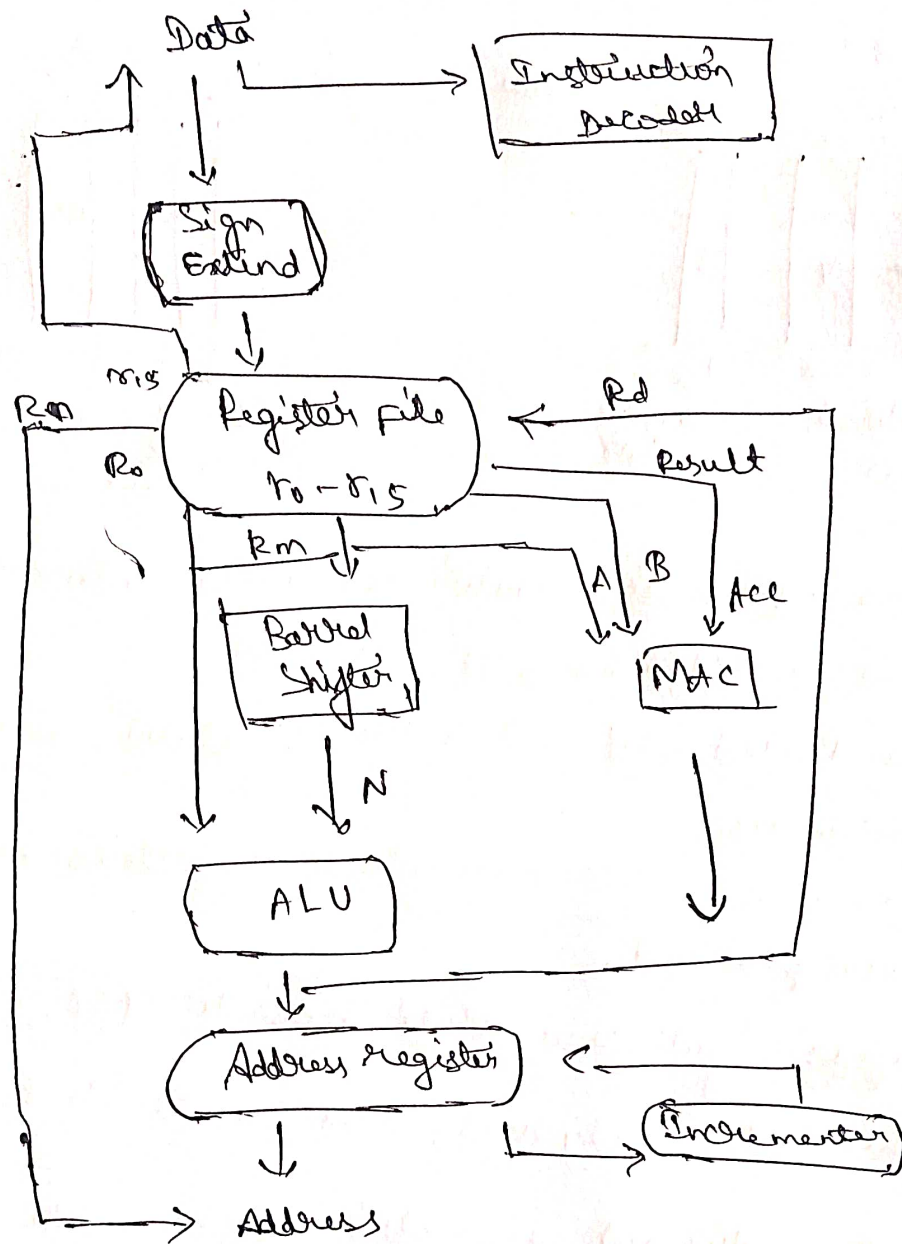 Data
Instruction
Decoder
Sign
Extind
r15
Register file
r0 - r15
Rd
Rn
R0
Result
Rm
A
B
Acc
Barrel
Shifter
MAC
N
ALU
Address register
Incrementer
Address